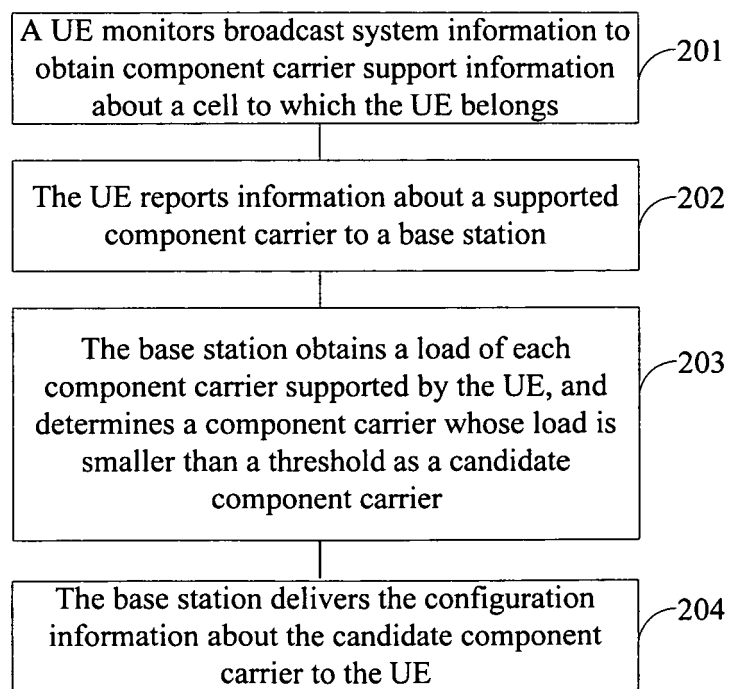 A UE monitors broadcast system information to
obtain component carrier support information
about a cell to which the UE belongs
201
The UE reports information about a supported
component carrier to a base station
202
The base station obtains a load of each
component carrier supported by the UE, and
determines a component carrier whose load is
smaller than a threshold as a candidate
component carrier
203
The base station delivers the configuration
information about the candidate component
carrier to the UE
204